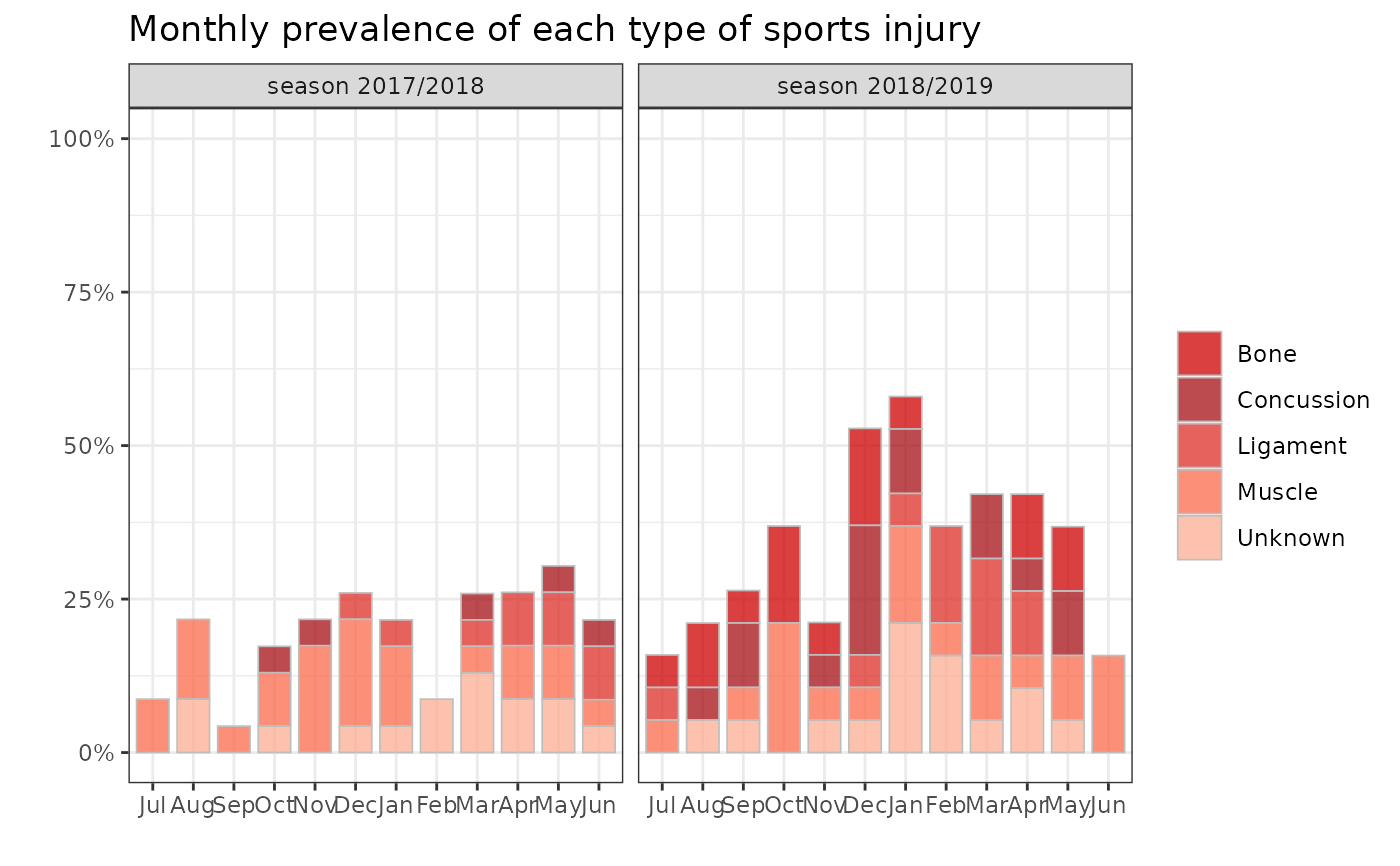 Monthly prevalence of each type of sports injury
season 2017/2018
season 2018/2019
100%
75%
50%
25%
0%
Jul Aug Sep Oct Nov Dec Jan Feb Mar Apr May Jun
Jul Aug Sep Oct Nov Dec Jan Feb Mar Apr May Jun
Bone
Concussion
Ligament
Muscle
Unknown